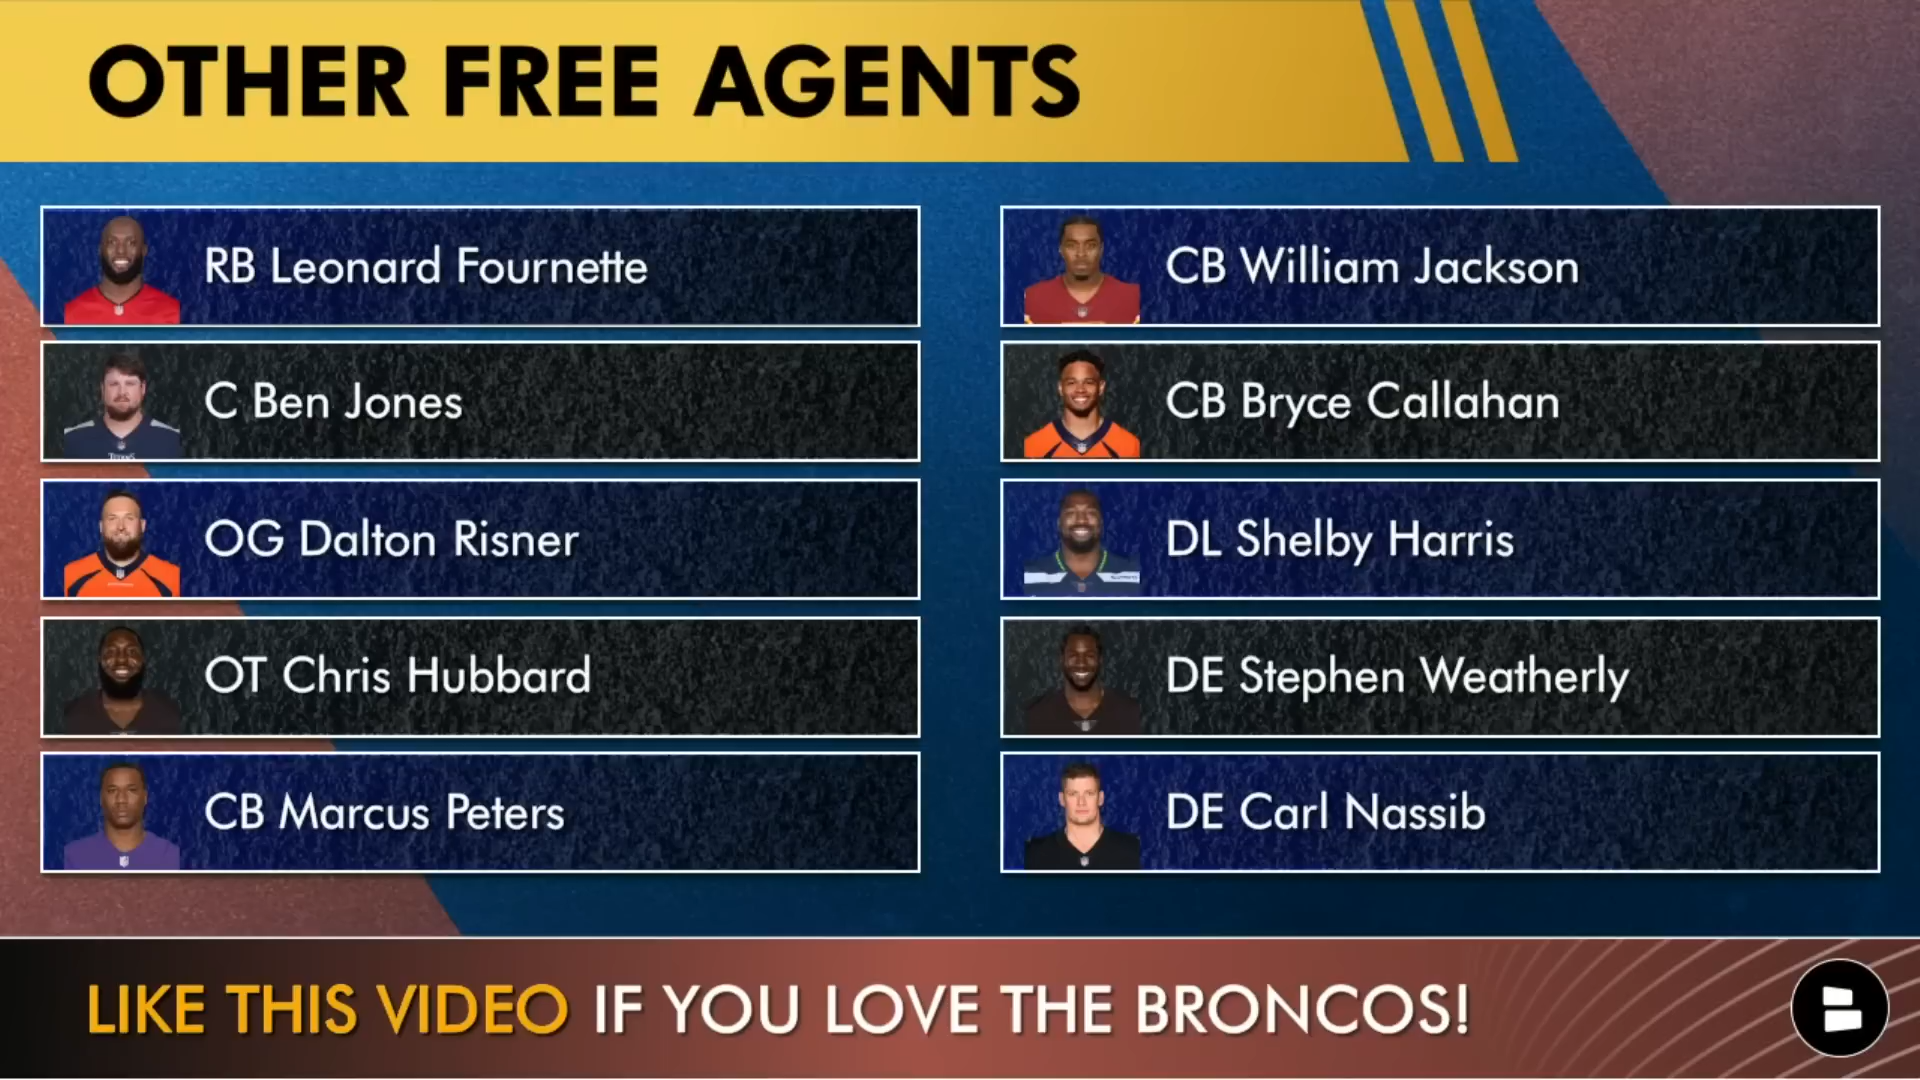 OTHER FREE AGENTS
RB Leonard Fournette
C Ben Jones
OG Dalton Risner
OT Chris Hubbard
CB Marcus Peters
CB William Jackson
CB Bryce Callahan
DL Shelby Harris
DE Stephen Weatherly
DE Carl Nassib
LIKE THIS VIDEO IF YOU LOVE THE BRONCOS!